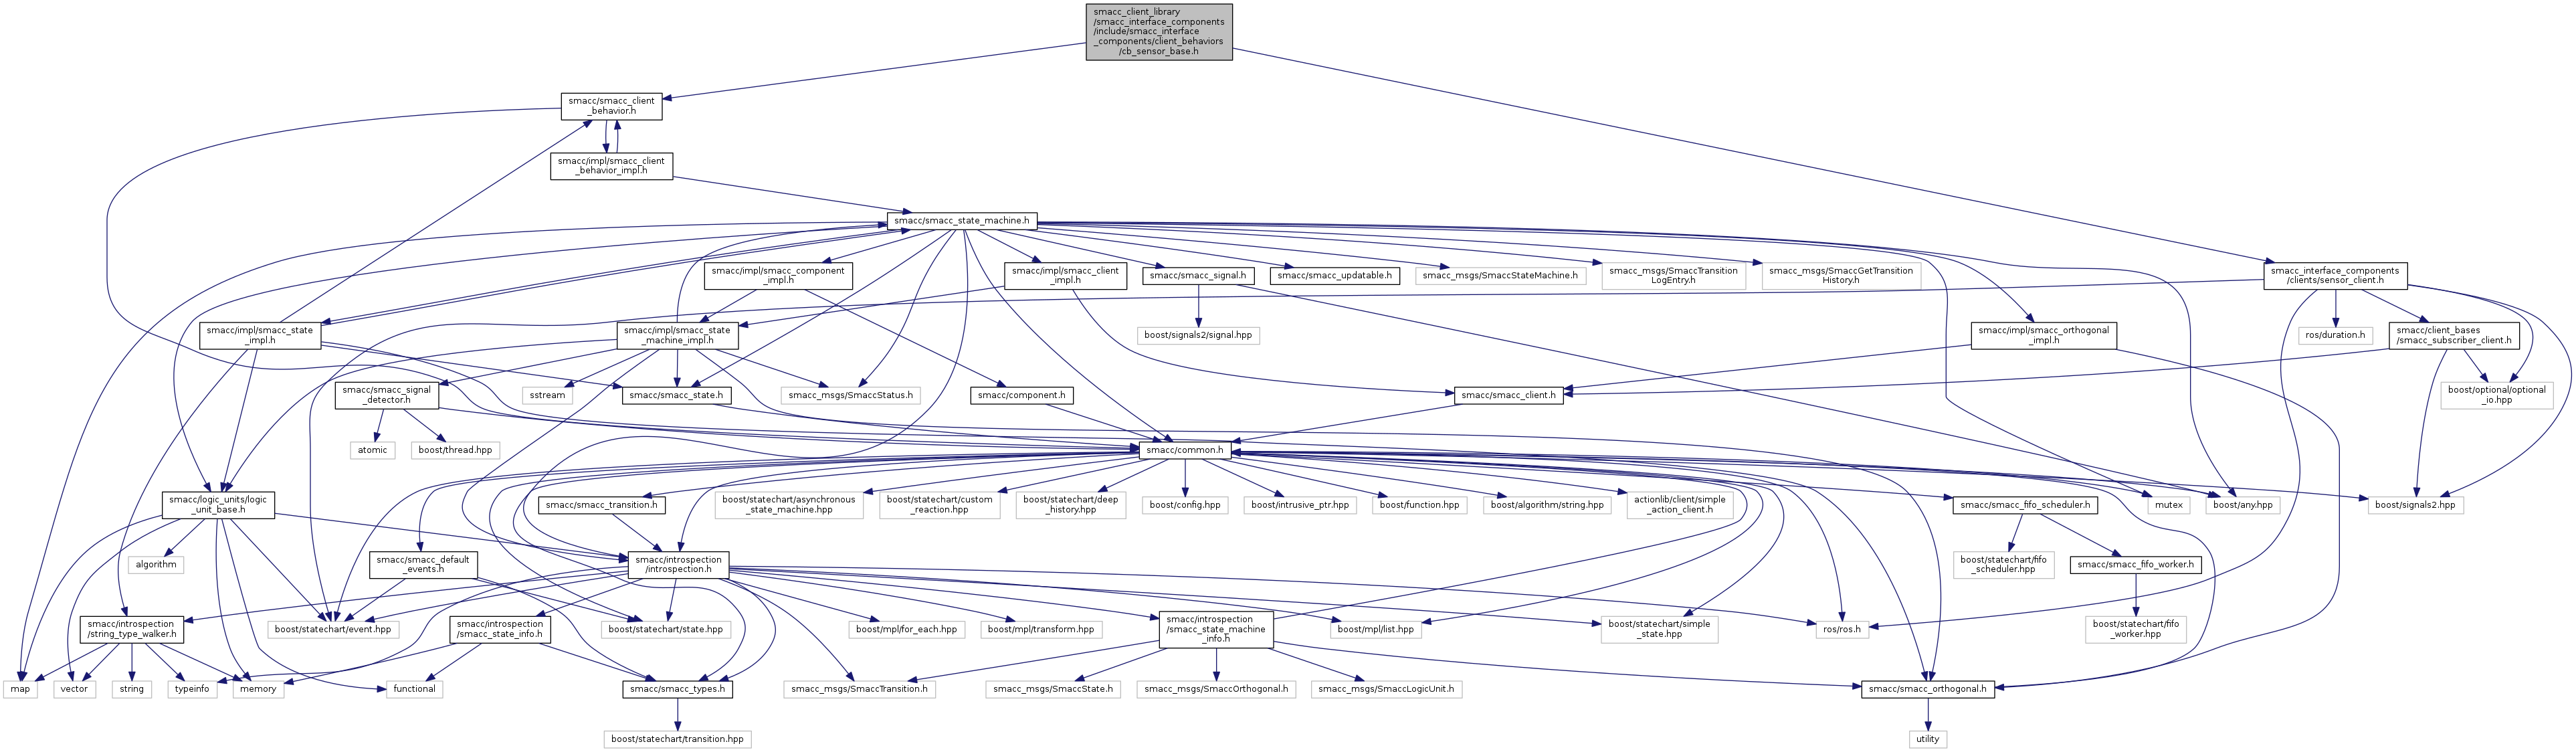 smacc_client_library
/smacc_interface_components
/include/smacc_interface
_components/client_behaviors
/cb_sensor_base.h
smacc/smacc_client
_behavior.h
smacc/impl/smacc_client
_behavior_impl.h
smacc/smacc_state_machine.h
smacc/impl/smacc_component
_impl.h
smacc/impl/smacc_client
_impl.h
smacc/smacc_signal.h
smacc/smacc_updatable.h
smacc_msgs/SmaccStateMachine.h
smacc_msgs/SmaccTransition
LogEntry.h
smacc_msgs/SmaccGetTransition
History.h
smacc_interface_components
/clients/sensor_client.h
smacc/impl/smacc_state
_impl.h
smacc/impl/smacc_state
_machine_impl.h
boost/signals2/signal.hpp
smacc/impl/smacc_orthogonal
_impl.h
ros/duration.h
smacc/client_bases
/smacc_subscriber_client.h
smacc/smacc_signal
_detector.h
sstream
smacc/smacc_state.h
smacc_msgs/SmaccStatus.h
smacc/component.h
smacc/smacc_client.h
boost/optional/optional
_io.hpp
atomic
boost/thread.hpp
smacc/common.h
smacc/logic_units/logic
_unit_base.h
smacc/smacc_transition.h
boost/statechart/asynchronous
_state_machine.hpp
boost/statechart/custom
_reaction.hpp
boost/statechart/deep
_history.hpp
boost/config.hpp
boost/intrusive_ptr.hpp
boost/function.hpp
boost/algorithm/string.hpp
actionlib/client/simple
_action_client.h
smacc/smacc_fifo_scheduler.h
mutex
boost/any.hpp
boost/signals2.hpp
algorithm
smacc/smacc_default
_events.h
smacc/introspection
/introspection.h
boost/statechart/fifo
_scheduler.hpp
smacc/smacc_fifo_worker.h
smacc/introspection
/string_type_walker.h
boost/statechart/event.hpp
smacc/introspection
/smacc_state_info.h
boost/statechart/state.hpp
boost/mpl/for_each.hpp
boost/mpl/transform.hpp
smacc/introspection
/smacc_state_machine
_info.h
boost/mpl/list.hpp
boost/statechart/simple
_state.hpp
ros/ros.h
boost/statechart/fifo
_worker.hpp
map
vector
string
typeinfo
memory
functional
smacc/smacc_types.h
smacc_msgs/SmaccTransition.h
smacc_msgs/SmaccState.h
smacc_msgs/SmaccOrthogonal.h
smacc_msgs/SmaccLogicUnit.h
smacc/smacc_orthogonal.h
boost/statechart/transition.hpp
utility